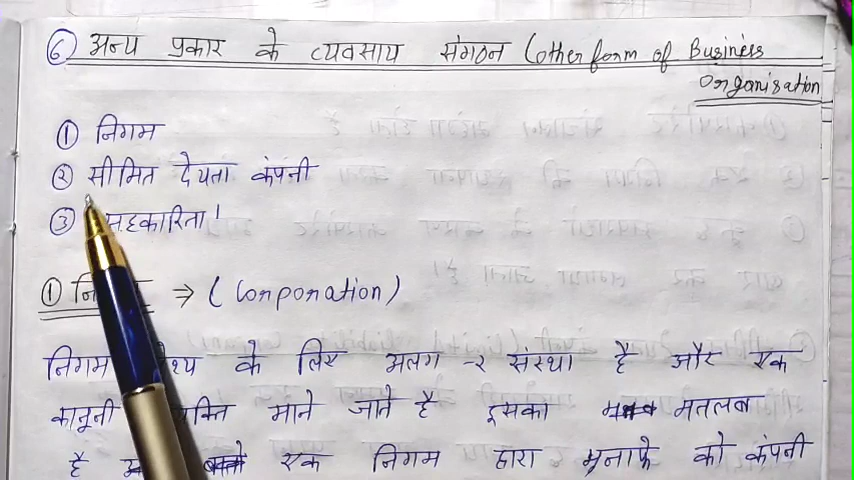 ⑥ अन्य प्रकार के व्यवसाय संगठन (other form of Business
Organisation
① निगम
② सीमित देयता कंपनी
③ सहकारिता।
① ⇒ (Corporation)
निगम के लिए अलग -२ संस्था है और एक
कानूनी माने जाते है इसका मतलब
है एक निगम द्वारा मुनाफे को कंपनी